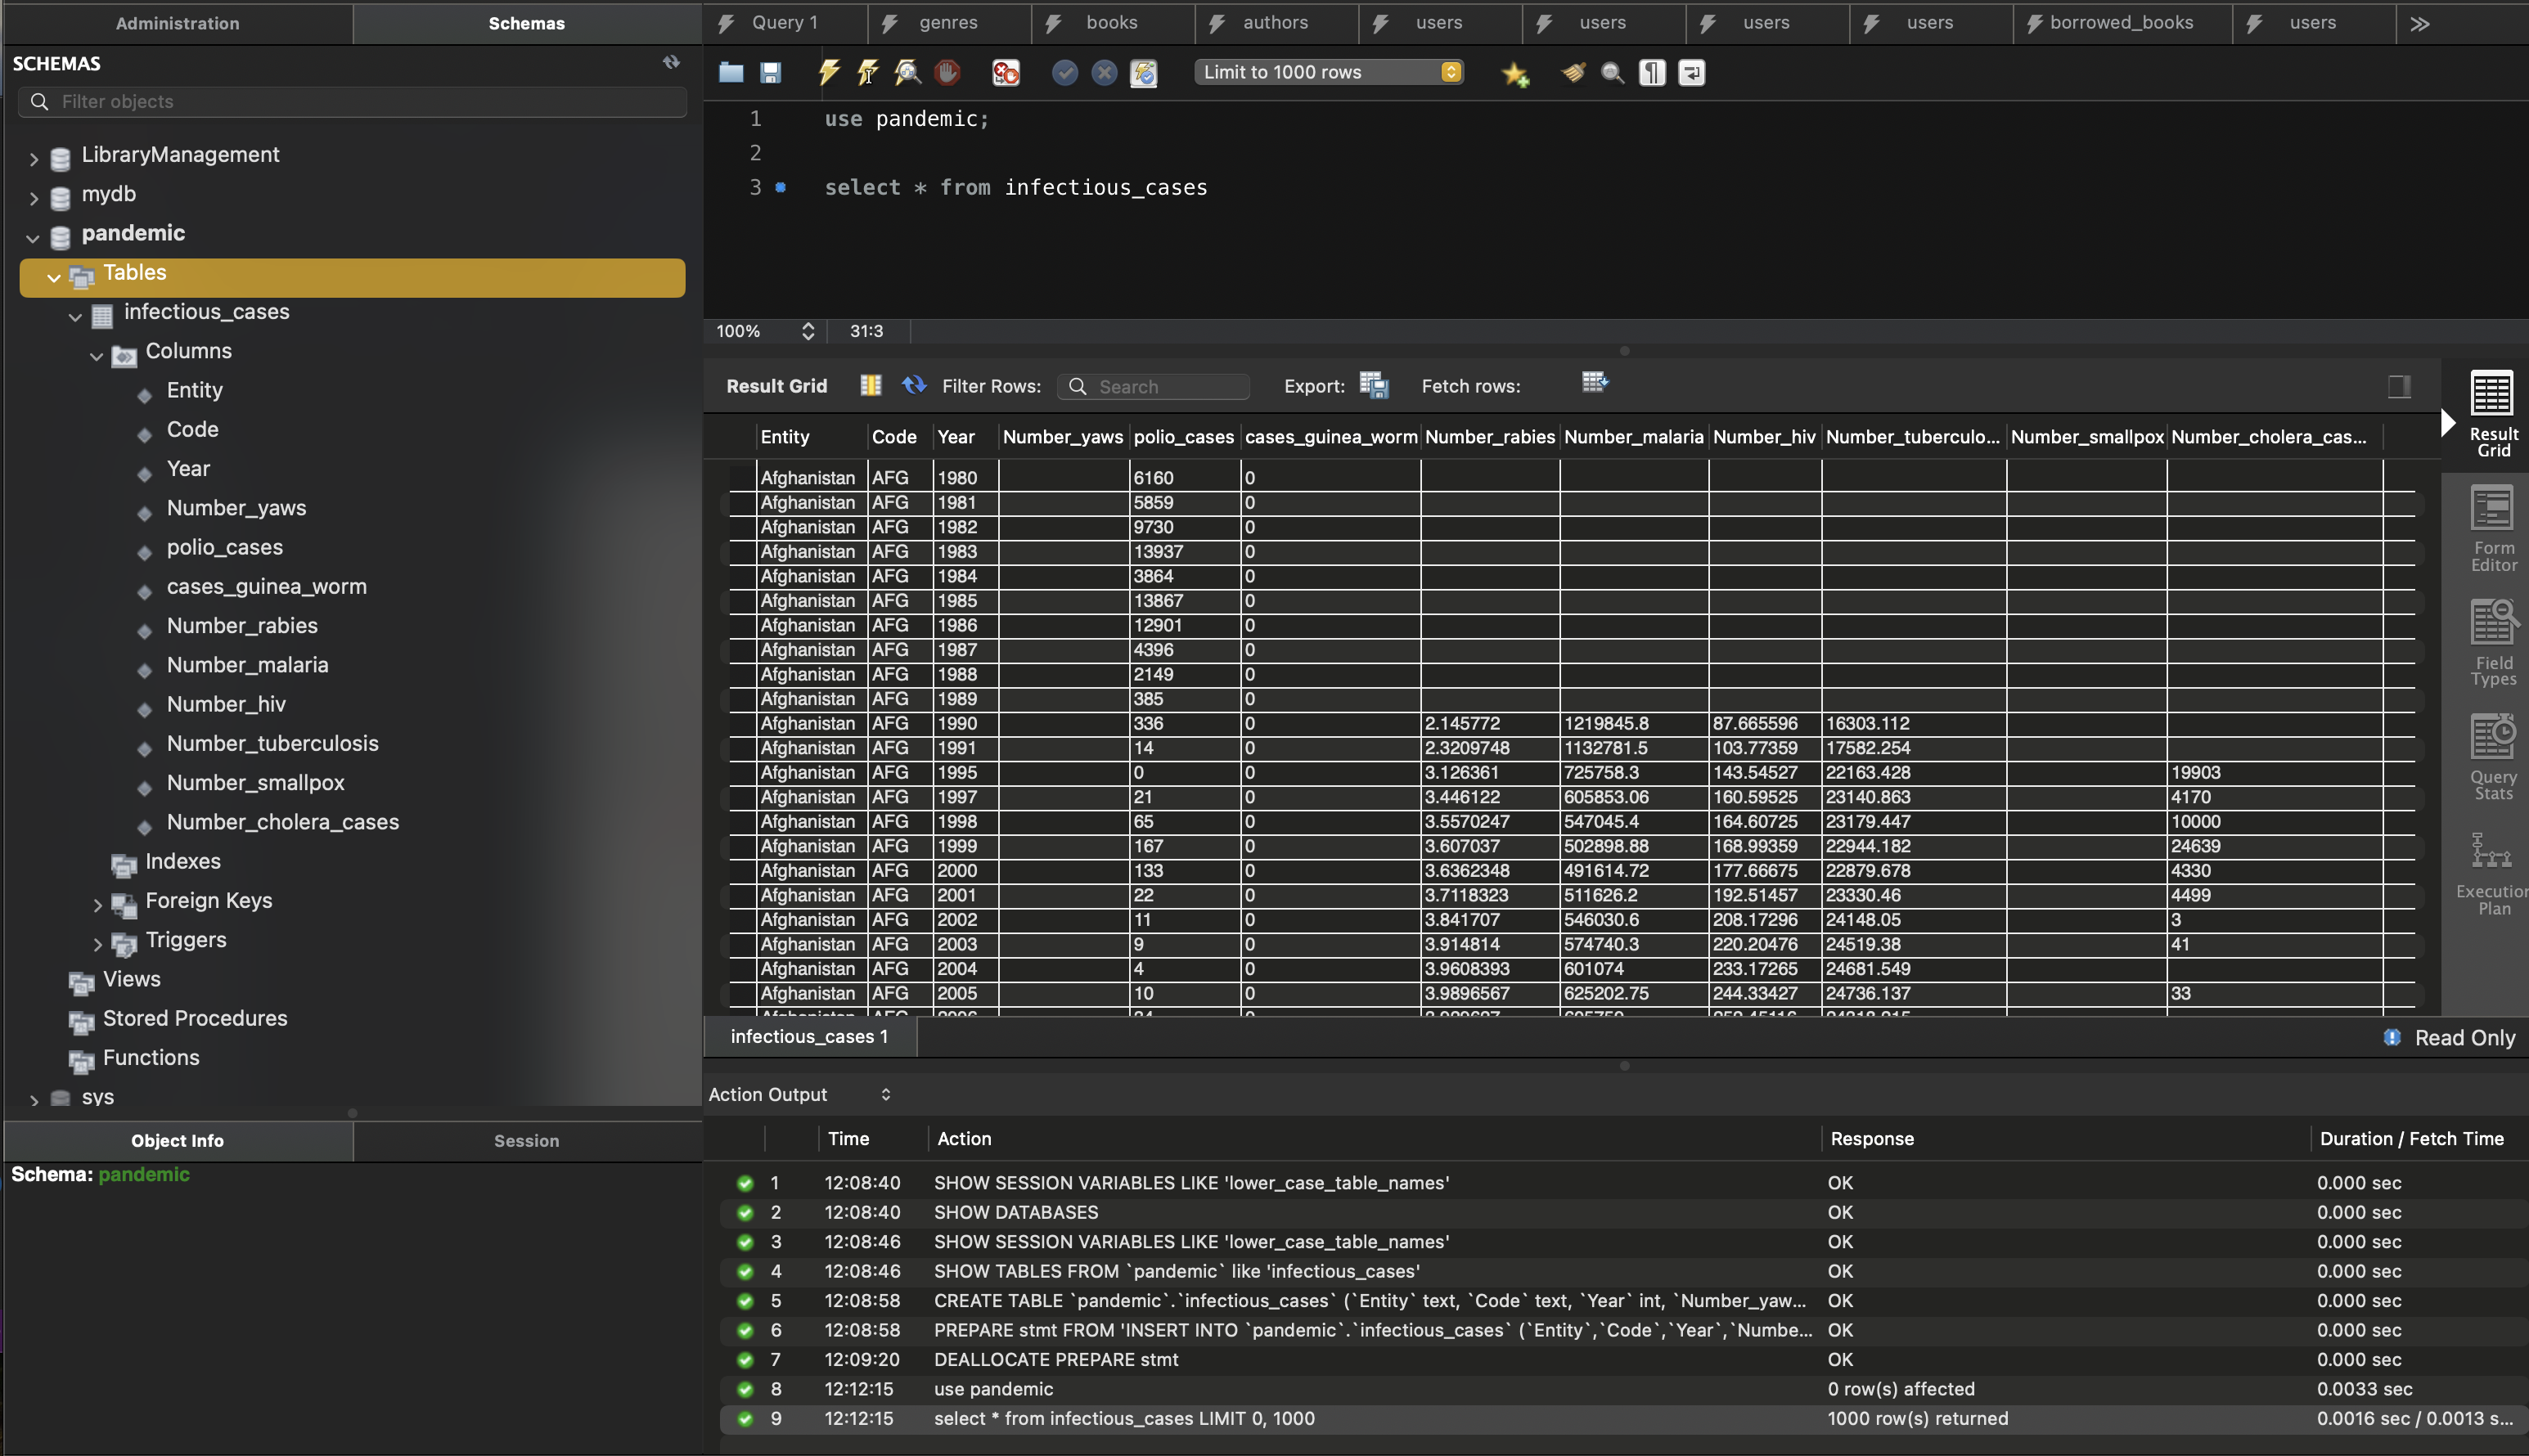 Administration
Schemas
SCHEMAS
Filter objects
LibraryManagement
mydb
pandemic
Tables
infectious_cases
Columns
Entity
Code
Year
Number_yaws
polio_cases
cases_guinea_worm
Number_rabies
Number_malaria
Number_hiv
Number_tuberculosis
Number_smallpox
Number_cholera_cases
Indexes
Foreign Keys
Triggers
Views
Stored Procedures
Functions
sys
Object Info
Session
Schema: pandemic
Query 1
genres
books
authors
users
users
users
users
borrowed_books
users
Limit to 1000 rows
1 use pandemic;
2
3 select * from infectious_cases
100% 31:3
Result Grid Filter Rows: Search Export: Fetch rows:
Entity Code Year Number_yaws polio_cases cases_guinea_worm Number_rabies Number_malaria Number_hiv Number_tuberculo... Number_smallpox Number_cholera_cas...
Afghanistan AFG 1980 6160 0
Afghanistan AFG 1981 5859 0
Afghanistan AFG 1982 9730 0
Afghanistan AFG 1983 13937 0
Afghanistan AFG 1984 3864 0
Afghanistan AFG 1985 13867 0
Afghanistan AFG 1986 12901 0
Afghanistan AFG 1987 4396 0
Afghanistan AFG 1988 2149 0
Afghanistan AFG 1989 385 0
Afghanistan AFG 1990 336 0 2.145772 1219845.8 87.665596 16303.112
Afghanistan AFG 1991 14 0 2.3209748 1132781.5 103.77359 17582.254
Afghanistan AFG 1995 0 0 3.126361 725758.3 143.54527 22163.428 19903
Afghanistan AFG 1997 21 0 3.446122 605853.06 160.59525 23140.863 4170
Afghanistan AFG 1998 65 0 3.5570247 547045.4 164.60725 23179.447 10000
Afghanistan AFG 1999 167 0 3.607037 502898.88 168.99359 22944.182 24639
Afghanistan AFG 2000 133 0 3.6362348 491614.72 177.66675 22879.678 4330
Afghanistan AFG 2001 22 0 3.7118323 511626.2 192.51457 23330.46 4499
Afghanistan AFG 2002 11 0 3.841707 546030.6 208.17296 24148.05 3
Afghanistan AFG 2003 9 0 3.914814 574740.3 220.20476 24519.38 41
Afghanistan AFG 2004 4 0 3.9608393 601074 233.17265 24681.549
Afghanistan AFG 2005 10 0 3.9896567 625202.75 244.33427 24736.137 33
Result
Grid
Form
Editor
Field
Types
Query
Stats
Execution
Plan
infectious_cases 1
Read Only
Action Output
Time Action Response Duration / Fetch Time
1 12:08:40 SHOW SESSION VARIABLES LIKE 'lower_case_table_names' OK 0.000 sec
2 12:08:40 SHOW DATABASES OK 0.000 sec
3 12:08:46 SHOW SESSION VARIABLES LIKE 'lower_case_table_names' OK 0.000 sec
4 12:08:46 SHOW TABLES FROM `pandemic` like 'infectious_cases' OK 0.000 sec
5 12:08:58 CREATE TABLE `pandemic`.`infectious_cases` (`Entity` text, `Code` text, `Year` int, `Number_yaw... OK 0.000 sec
6 12:08:58 PREPARE stmt FROM 'INSERT INTO `pandemic`.`infectious_cases` (`Entity`,`Code`,`Year`,`Numbe... OK 0.000 sec
7 12:09:20 DEALLOCATE PREPARE stmt OK 0.000 sec
8 12:12:15 use pandemic 0 row(s) affected 0.0033 sec
9 12:12:15 select * from infectious_cases LIMIT 0, 1000 1000 row(s) returned 0.0016 sec / 0.0013 s...